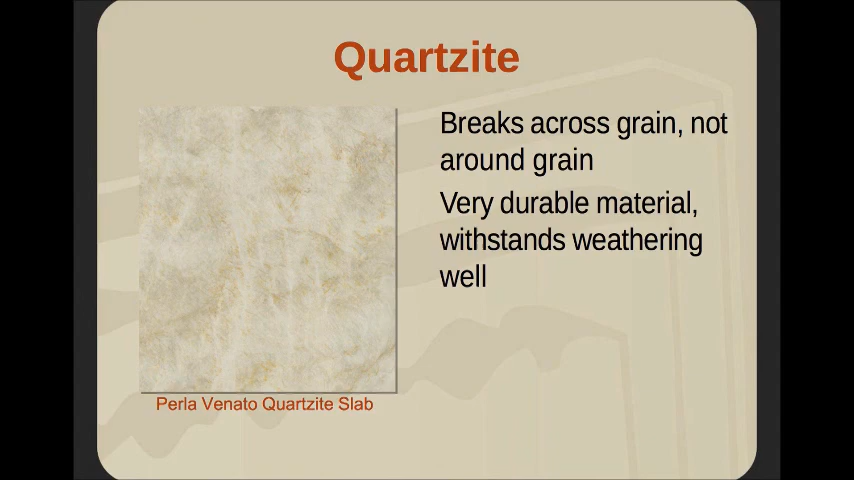 Quartzite
Breaks across grain, not
around grain
Very durable material,
withstands weathering
well
Perla Venato Quartzite Slab